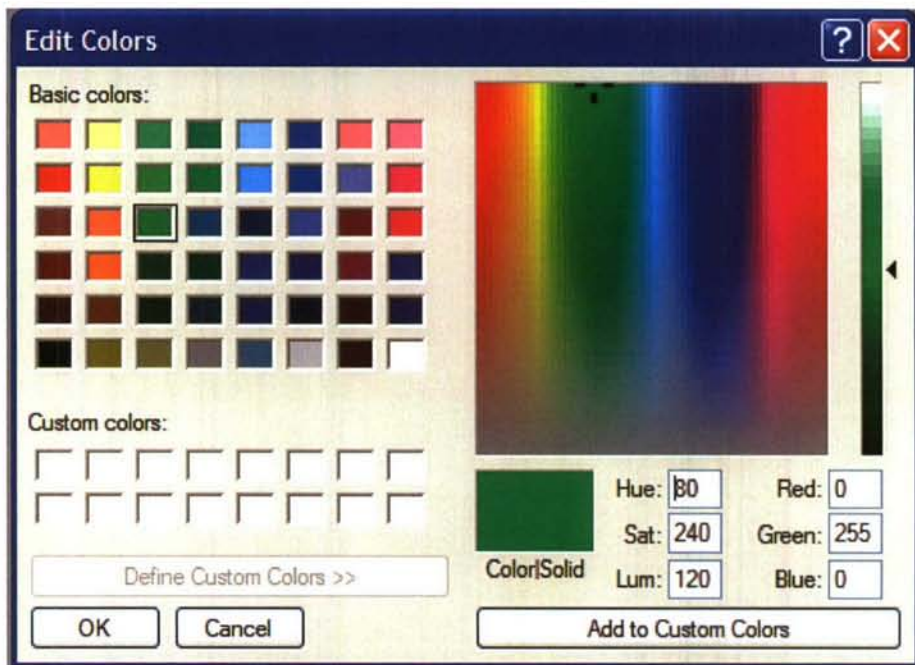 Edit Colors
Basic colors:
Custom colors:
Define Custom Colors >>
OK Cancel
Color|Solid
Hue: 80 Red: 0
Sat: 240 Green: 255
Lum: 120 Blue: 0
Add to Custom Colors